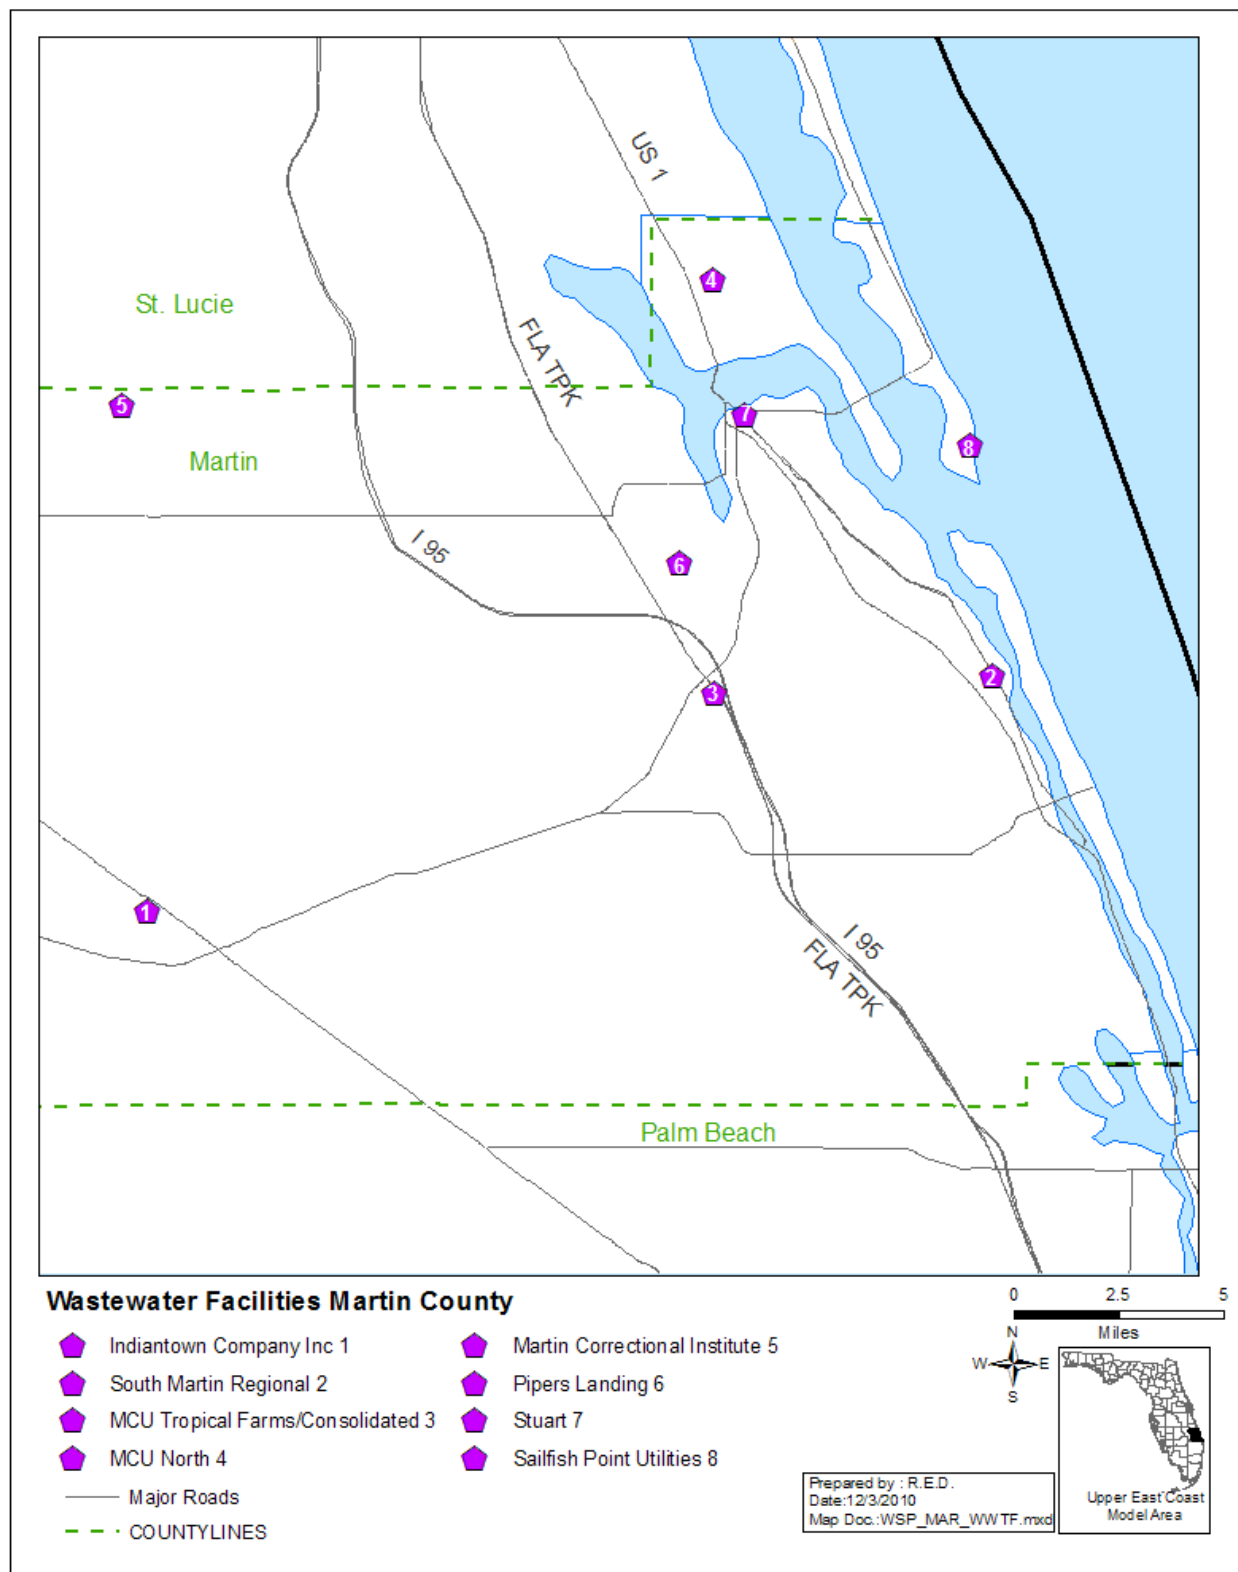 US 1
4
St. Lucie
FLA TPK
5
7
8
Martin
I 95
6
2
3
1
I 95
FLA TPK
Palm Beach
Wastewater Facilities Martin County
Indiantown Company Inc 1
South Martin Regional 2
MCU Tropical Farms/Consolidated 3
MCU North 4
Major Roads
COUNTYLINES
Martin Correctional Institute 5
Pipers Landing 6
Stuart 7
Sailfish Point Utilities 8
0 2.5 5
Miles
N
W E
S
Prepared by : R.E.D.
Date:12/3/2010
Map Doc.:WSP_MAR_WWTF.mxd
Upper East Coast
Model Area